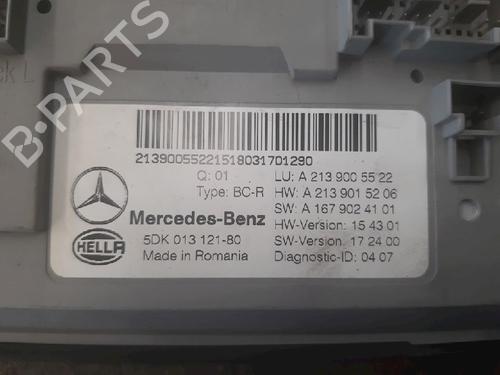 ck L
21390055221519031701290
Q: 01 LU: A 213 900 55 22
Type: BC-R HW: A 213 901 52 06
SW: A 167 902 41 01
Mercedes-Benz HW-Version: 15 43 01
5DK 013 121-80 SW-Version: 17 24 00
HELLA Made in Romania Diagnostic-ID: 04 07
B-PARTS